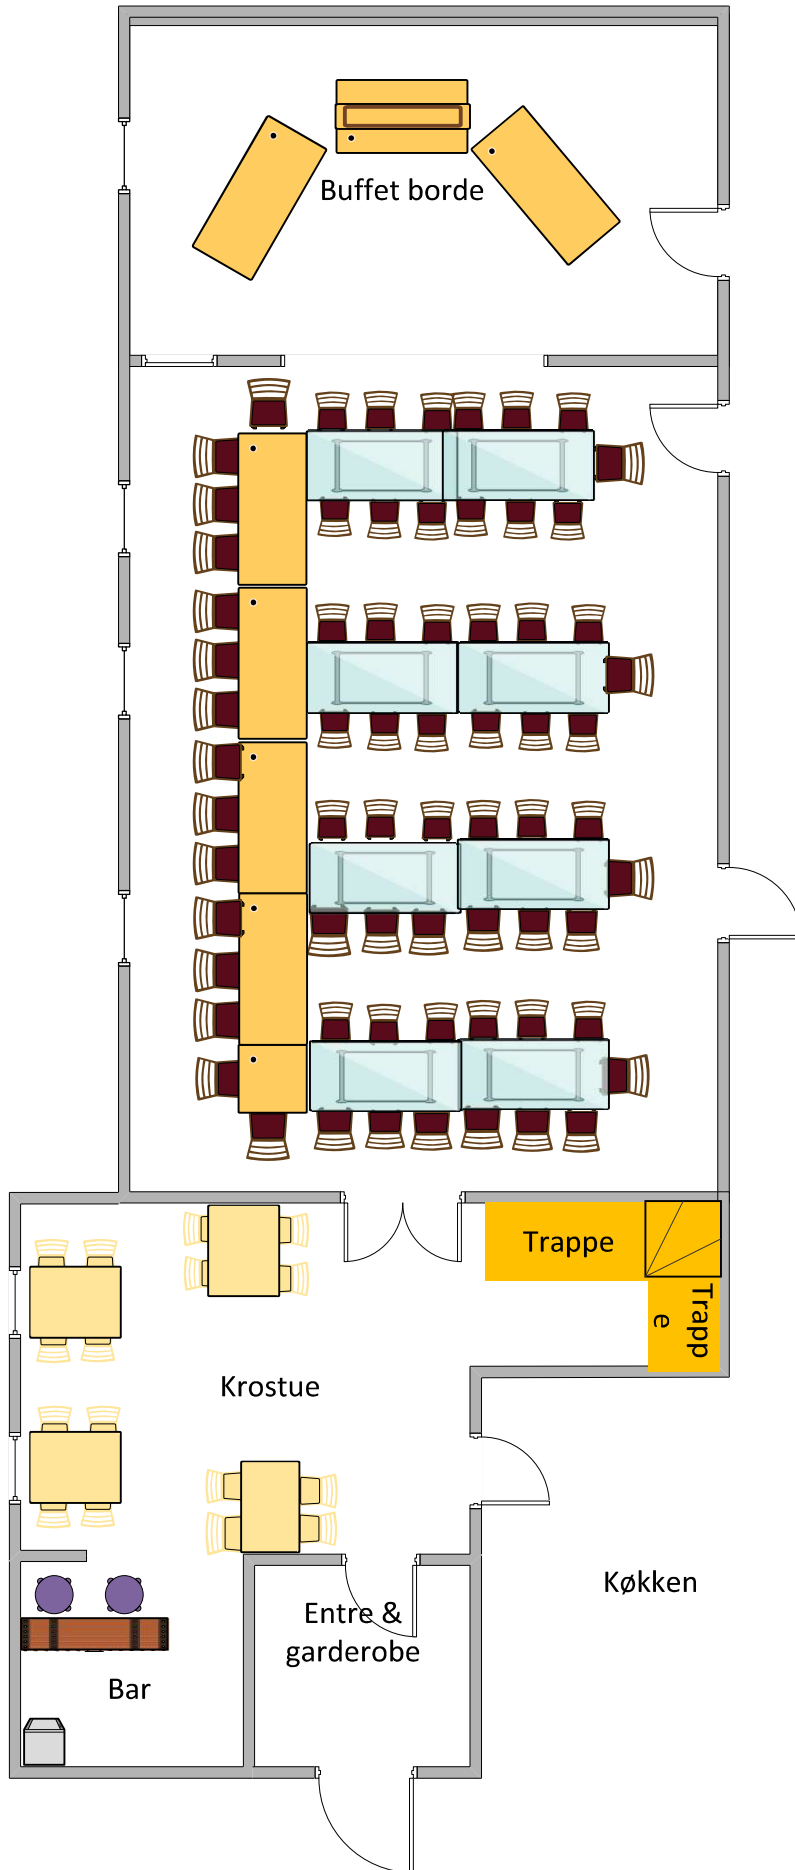 Buffet borde
Trappe
Trapp
e
Krostue
Køkken
Entre &
garderobe
Bar